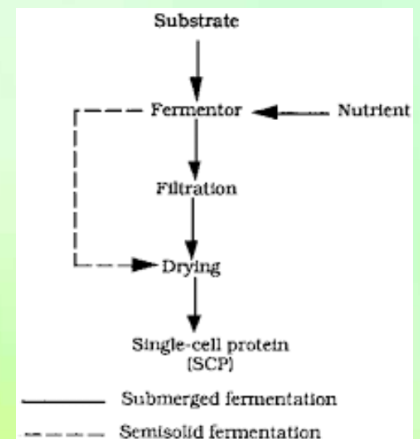 Substrate
Fermentor
Nutrient
Filtration
Drying
Single-cell protein
(SCP)
Submerged fermentation
Semisolid fermentation